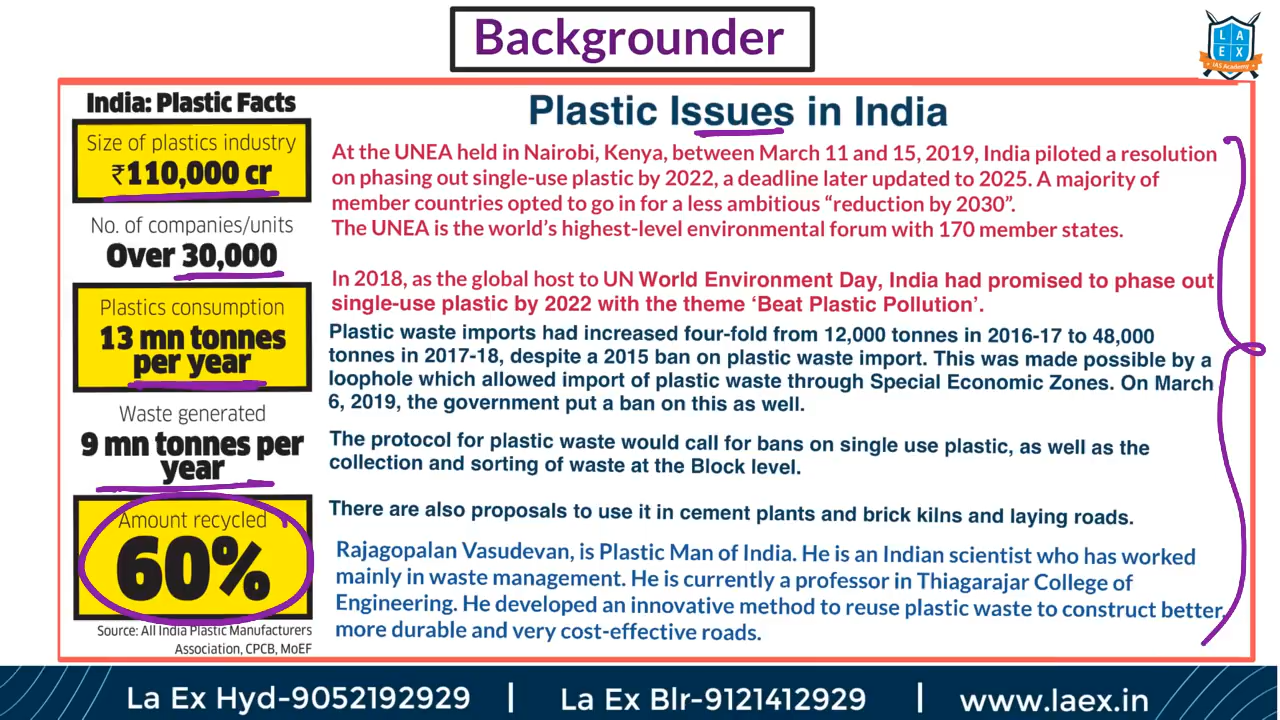 Backgrounder
L A
E X
IAS Academy
India: Plastic Facts
Size of plastics industry
₹110,000 cr
No. of companies/units
Over 30,000
Plastics consumption
13 mn tonnes
per year
Waste generated
9 mn tonnes per
year
Amount recycled
60%
Source: All India Plastic Manufacturers
Association, CPCB, MoEF
Plastic Issues in India
At the UNEA held in Nairobi, Kenya, between March 11 and 15, 2019, India piloted a resolution
on phasing out single-use plastic by 2022, a deadline later updated to 2025. A majority of
member countries opted to go in for a less ambitious “reduction by 2030”.
The UNEA is the world’s highest-level environmental forum with 170 member states.
In 2018, as the global host to UN World Environment Day, India had promised to phase out
single-use plastic by 2022 with the theme ‘Beat Plastic Pollution’.
Plastic waste imports had increased four-fold from 12,000 tonnes in 2016-17 to 48,000
tonnes in 2017-18, despite a 2015 ban on plastic waste import. This was made possible by a
loophole which allowed import of plastic waste through Special Economic Zones. On March
6, 2019, the government put a ban on this as well.
The protocol for plastic waste would call for bans on single use plastic, as well as the
collection and sorting of waste at the Block level.
There are also proposals to use it in cement plants and brick kilns and laying roads.
Rajagopalan Vasudevan, is Plastic Man of India. He is an Indian scientist who has worked
mainly in waste management. He is currently a professor in Thiagarajar College of
Engineering. He developed an innovative method to reuse plastic waste to construct better,
more durable and very cost-effective roads.
La Ex Hyd-9052192929 | La Ex Blr-9121412929 | www.laex.in